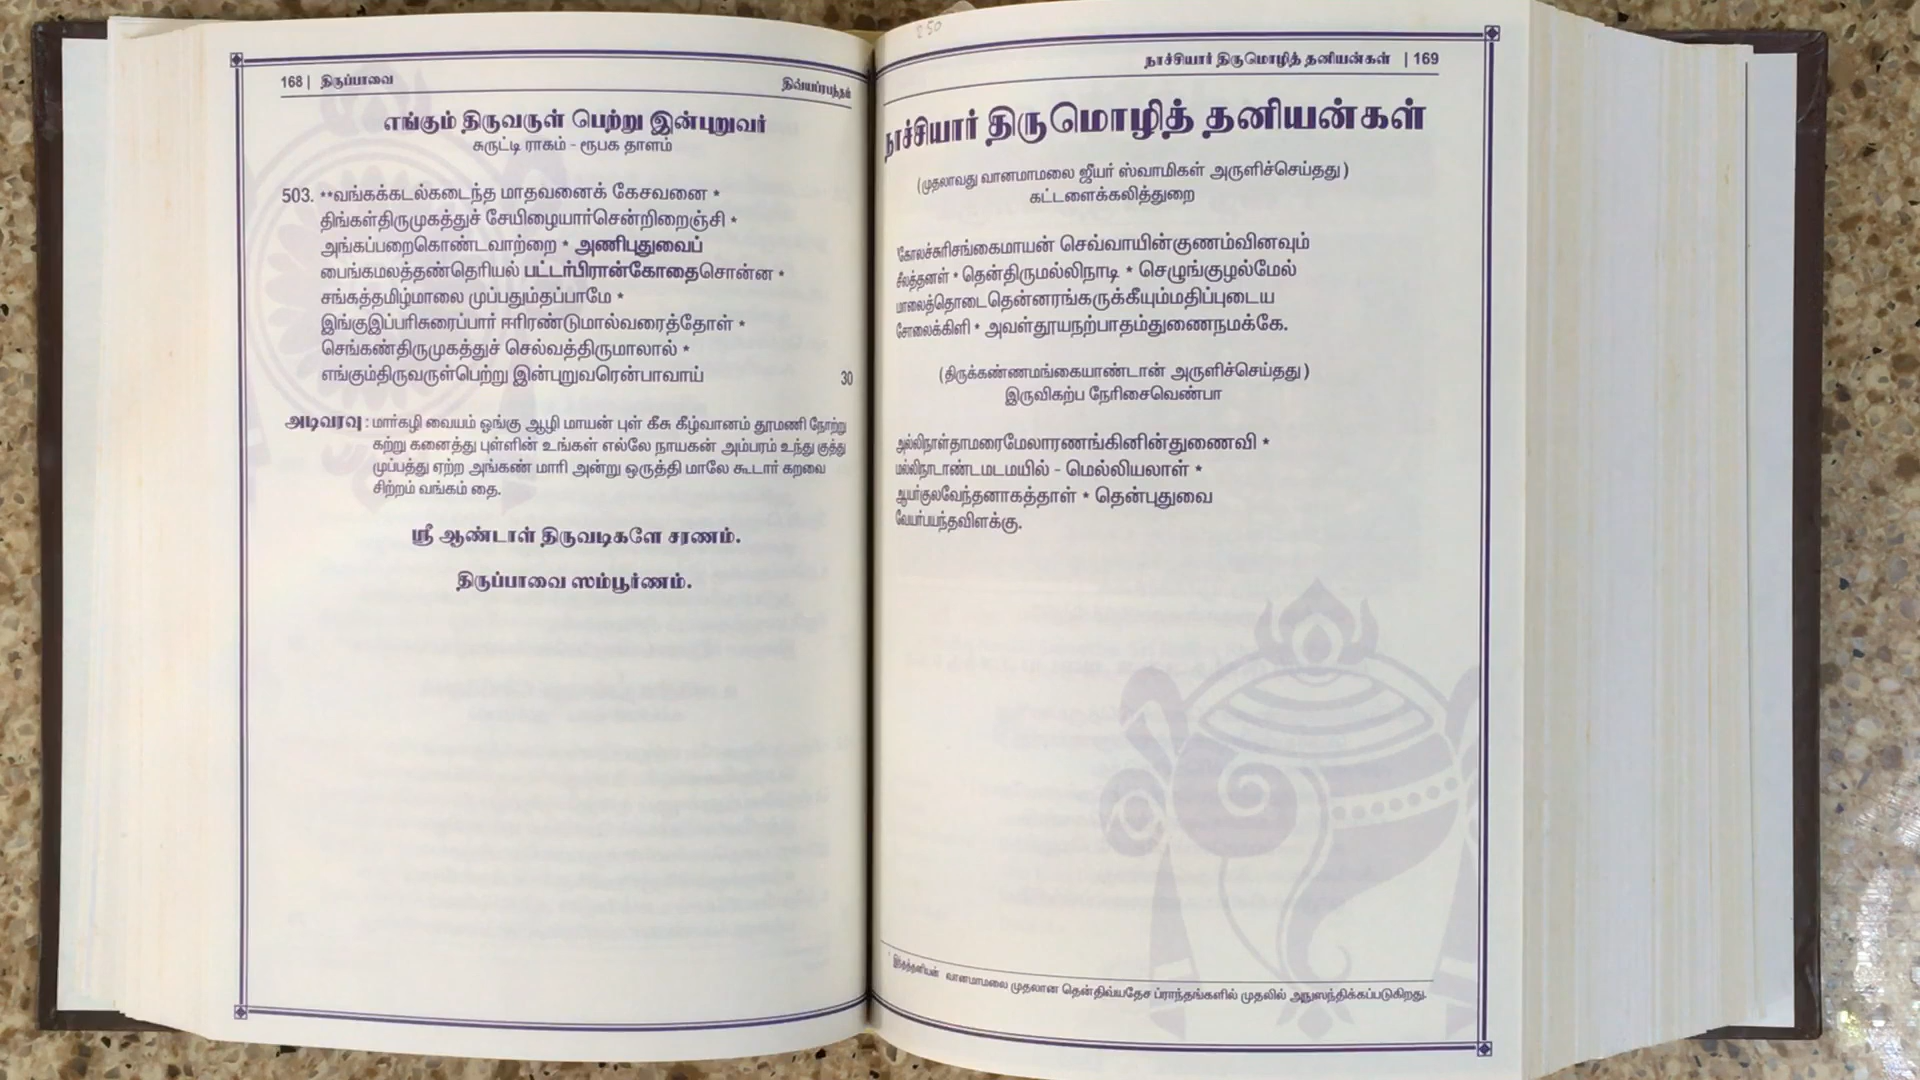 168 | திருப்பாவை
திவ்யப்ரபந்தம்
எங்கும் திருவருள் பெற்று இன்புறுவர்
சுருட்டி ராகம் - ரூபக தாளம்
503. **வங்கக்கடல்கடைந்த மாதவனைக் கேசவனை *
திங்கள்திருமுகத்துச் சேயிழையார்சென்றிறைஞ்சி *
அங்கப்பறைகொண்டவாற்றை * அணிபுதுவைப்
பைங்கமலத்தண்தெரியல் பட்டர்பிரான்கோதைசொன்ன *
சங்கத்தமிழ்மாலை முப்பதும்தப்பாமே *
இங்குஇப்பரிசுரைப்பார் ஈரிரண்டுமால்வரைத்தோள் *
செங்கண்திருமுகத்துச் செல்வத்திருமாலால் *
எங்கும்திருவருள்பெற்று இன்புறுவரென்பாவாய் 30
அடிவரவு : மார்கழி வையம் ஓங்கு ஆழி மாயன் புள் கீசு கீழ்வானம் தூமணி நோற்று
கற்று கனைத்து புள்ளின் உங்கள் எல்லே நாயகன் அம்பரம் உந்து குத்து
முப்பத்து ஏற்ற அங்கண் மாரி அன்று ஒருத்தி மாலே கூடார் கறவை
சிற்றம் வங்கம் தை.
ஸ்ரீ ஆண்டாள் திருவடிகளே சரணம்.
திருப்பாவை ஸம்பூர்ணம்.
250
நாச்சியார் திருமொழித் தனியன்கள் | 169
நாச்சியார் திருமொழித் தனியன்கள்
(முதலாவது வானமாமலை ஜீயர் ஸ்வாமிகள் அருளிச்செய்தது)
கட்டளைக்கலித்துறை
கோலச்சுரிசங்கைமாயன் செவ்வாயின்குணம்வினவும்
சீலத்தனள் * தென்திருமல்லிநாடி * செழுங்குழல்மேல்
மாலைத்தொடைதென்னரங்கருக்கீயும்மதிப்புடைய
சோலைக்கிளி * அவள்தூயநற்பாதம்துணைநமக்கே.
(திருக்கண்ணமங்கையாண்டான் அருளிச்செய்தது)
இருவிகற்ப நேரிசைவெண்பா
அல்லிநாள்தாமரைமேலாரணங்கினின்துணைவி *
மல்லிநாடாண்டமடமயில் - மெல்லியலாள் *
ஆயர்குலவேந்தனாகத்தாள் * தென்புதுவை
வேயர்பயந்தவிளக்கு.
இந்தத்தனியன் வானமாமலை முதலான தென்திவ்யதேச ப்ராந்தங்களில் முதலில் அநுஸந்திக்கப்படுகிறது.